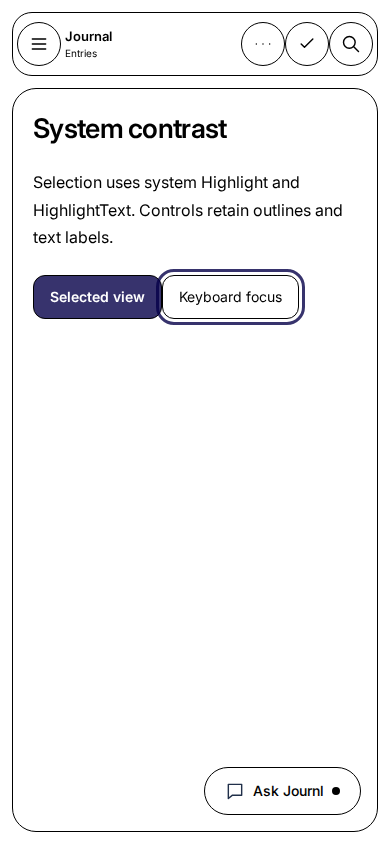 Journal
Entries
System contrast
Selection uses system Highlight and
HighlightText. Controls retain outlines and
text labels.
Selected view
Keyboard focus
Ask Journl